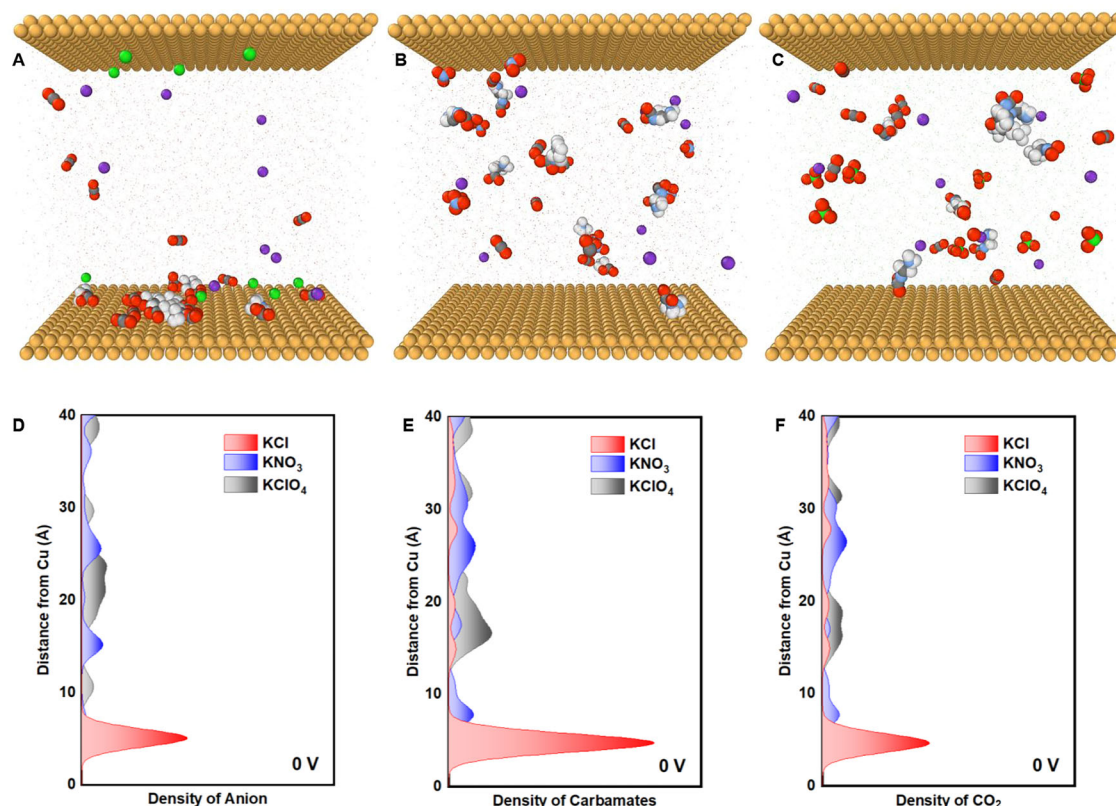 A
B
C
D
40
30
20
10
0
Distance from Cu (Å)
KCl
KNO₃
KClO₄
0 V
Density of Anion
E
40
30
20
10
0
Distance from Cu (Å)
KCl
KNO₃
KClO₄
0 V
Density of Carbamates
F
40
30
20
10
0
Distance from Cu (Å)
KCl
KNO₃
KClO₄
0 V
Density of CO₂